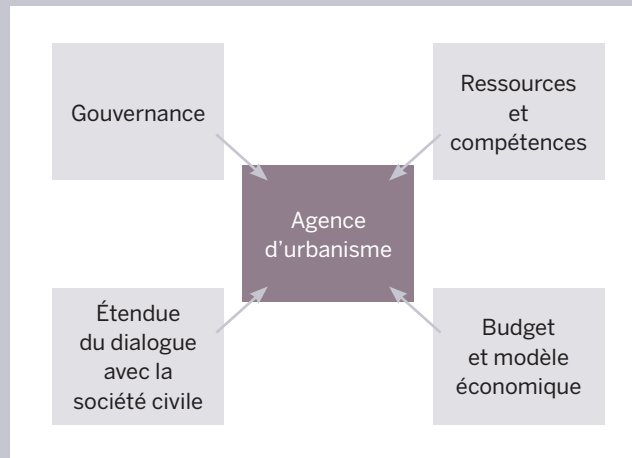 Gouvernance
Ressources
et
compétences
Agence
d'urbanisme
Étendue
du dialogue
avec la
société civile
Budget
et modèle
économique